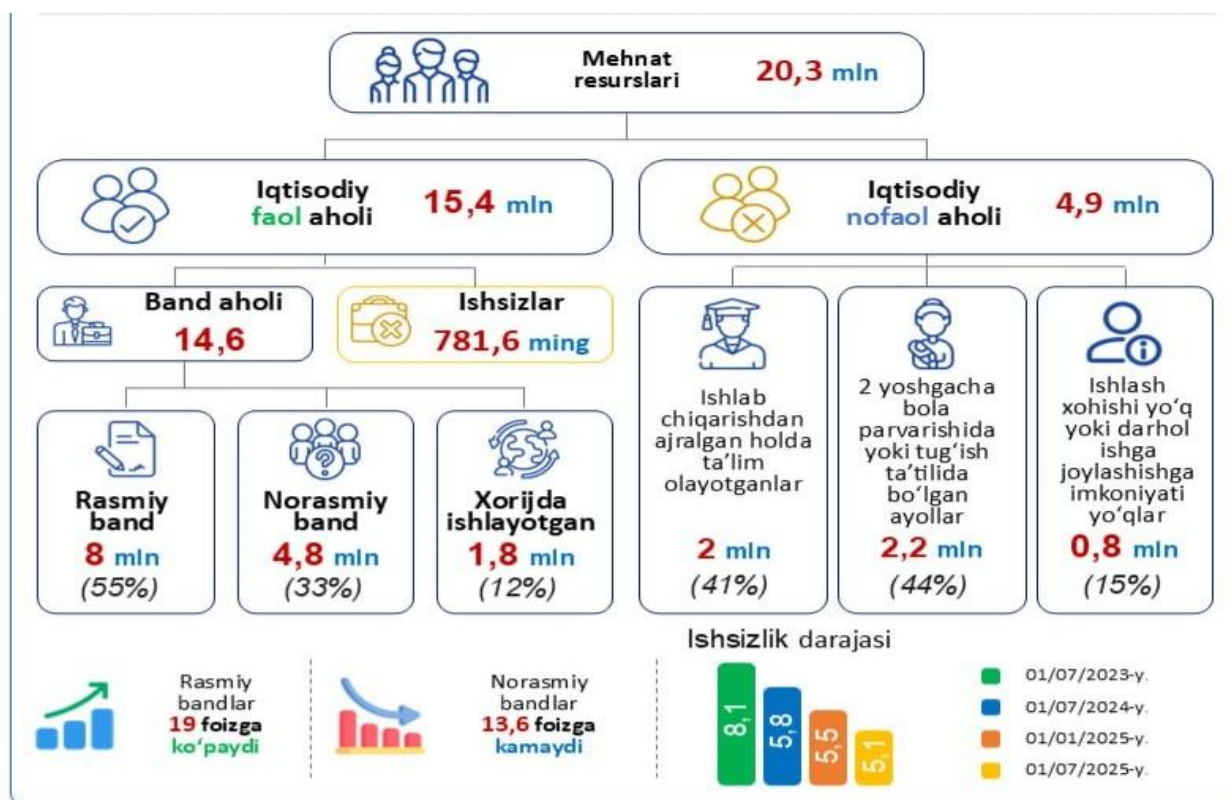 Mehnat
resurslari
20,3 mln
Iqtisodiy
faol aholi
15,4 mln
Iqtisodiy
nofaol aholi
4,9 mln
Band aholi
14,6
Ishsizlar
781,6 ming
Rasmiy
band
8 mln
(55%)
Norasmiy
band
4,8 mln
(33%)
Xorijda
ishlayotgan
1,8 mln
(12%)
Ishlab
chiqarishdan
ajralgan holda
ta’lim
olayotganlar
2 mln
(41%)
2 yoshgacha
bola
parvarishida
yoki tug‘ish
ta’tilida
bo‘lgan
ayollar
2,2 mln
(44%)
Ishlash
xohishi yo‘q
yoki darhol
ishga
joylashishga
imkoniyati
yo‘qlar
0,8 mln
(15%)
Rasmiy
bandlar
19 foizga
ko‘paydi
Norasmiy
bandlar
13,6 foizga
kamaydi
Ishsizlik darajasi
8,1
5,8
5,5
5,1
01/07/2023-y.
01/07/2024-y.
01/01/2025-y.
01/07/2025-y.